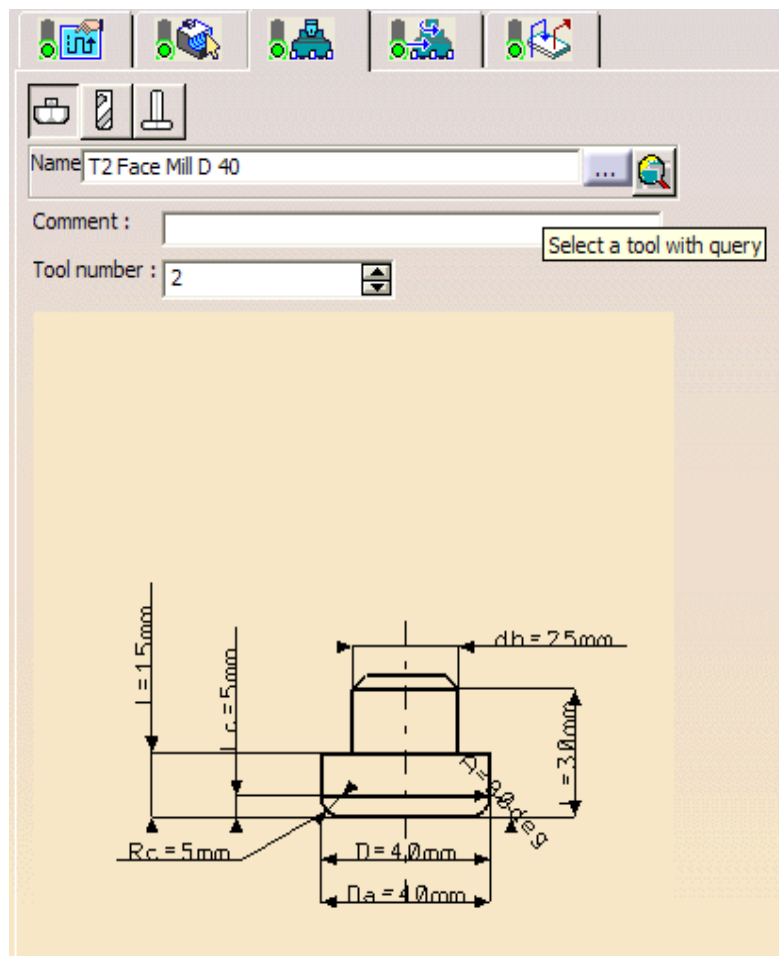 Name T2 Face Mill D 40 ...
Comment :
Select a tool with query
Tool number : 2
db=25mm
l=15mm
Lc=5mm
L=30mm
Rc=5mm
D=40mm
Da=40mm